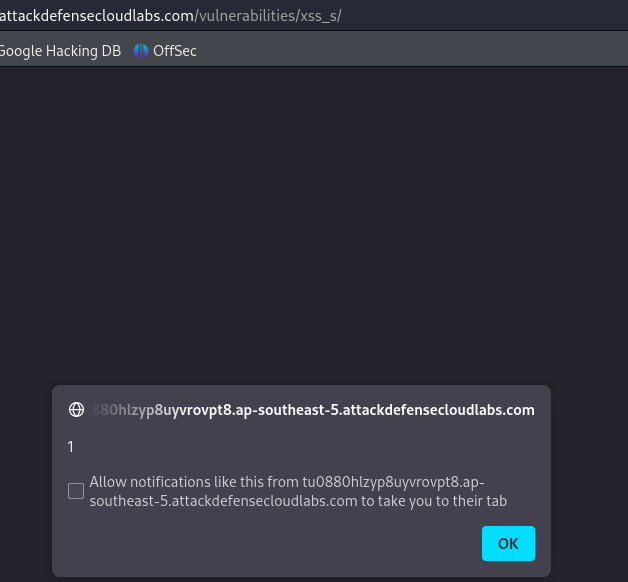 attackdefensecloudlabs.com/vulnerabilities/xss_s/
Google Hacking DB OffSec
880hlzyp8uyvrovpt8.ap-southeast-5.attackdefensecloudlabs.com
1
Allow notifications like this from tu0880hlzyp8uyvrovpt8.ap-
southeast-5.attackdefensecloudlabs.com to take you to their tab
OK